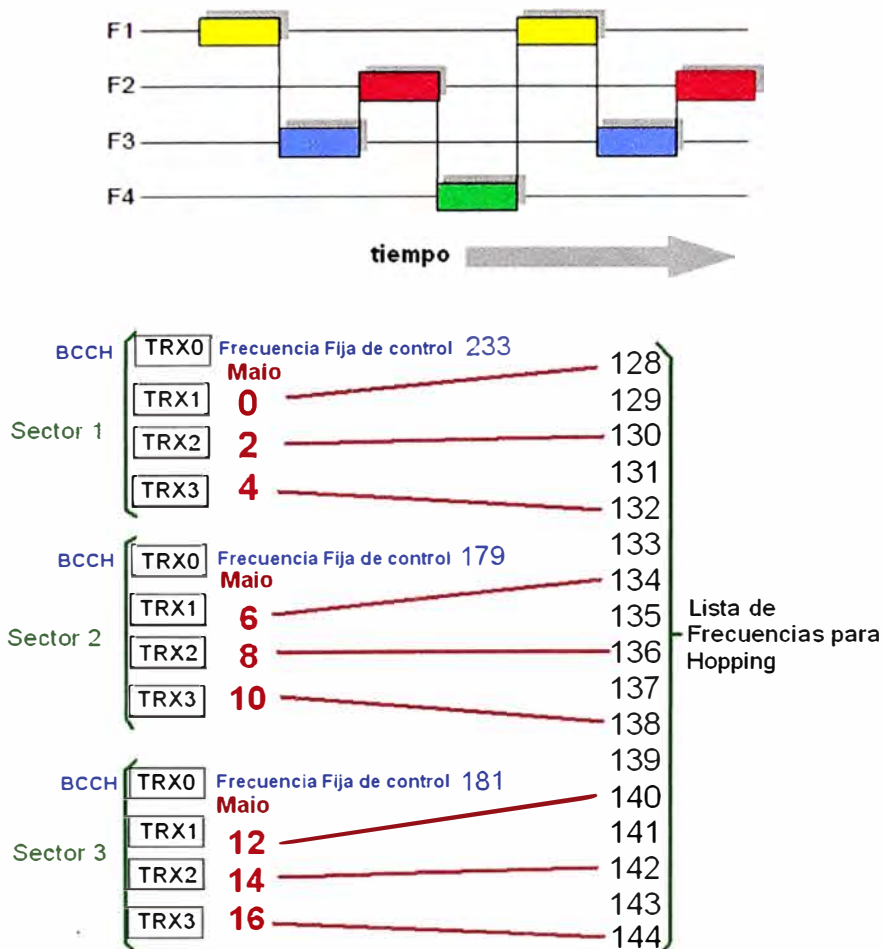 F1
F2
F3
F4
tiempo
BCCH TRX0 Frecuencia Fija de control 233
Maio
Sector 1
TRX1 0
TRX2 2
TRX3 4
BCCH TRX0 Frecuencia Fija de control 179
Maio
Sector 2
TRX1 6
TRX2 8
TRX3 10
BCCH TRX0 Frecuencia Fija de control 181
Maio
Sector 3
TRX1 12
TRX2 14
TRX3 16
128
129
130
131
132
133
134
135
136
137
138
139
140
141
142
143
144
Lista de
Frecuencias para
Hopping